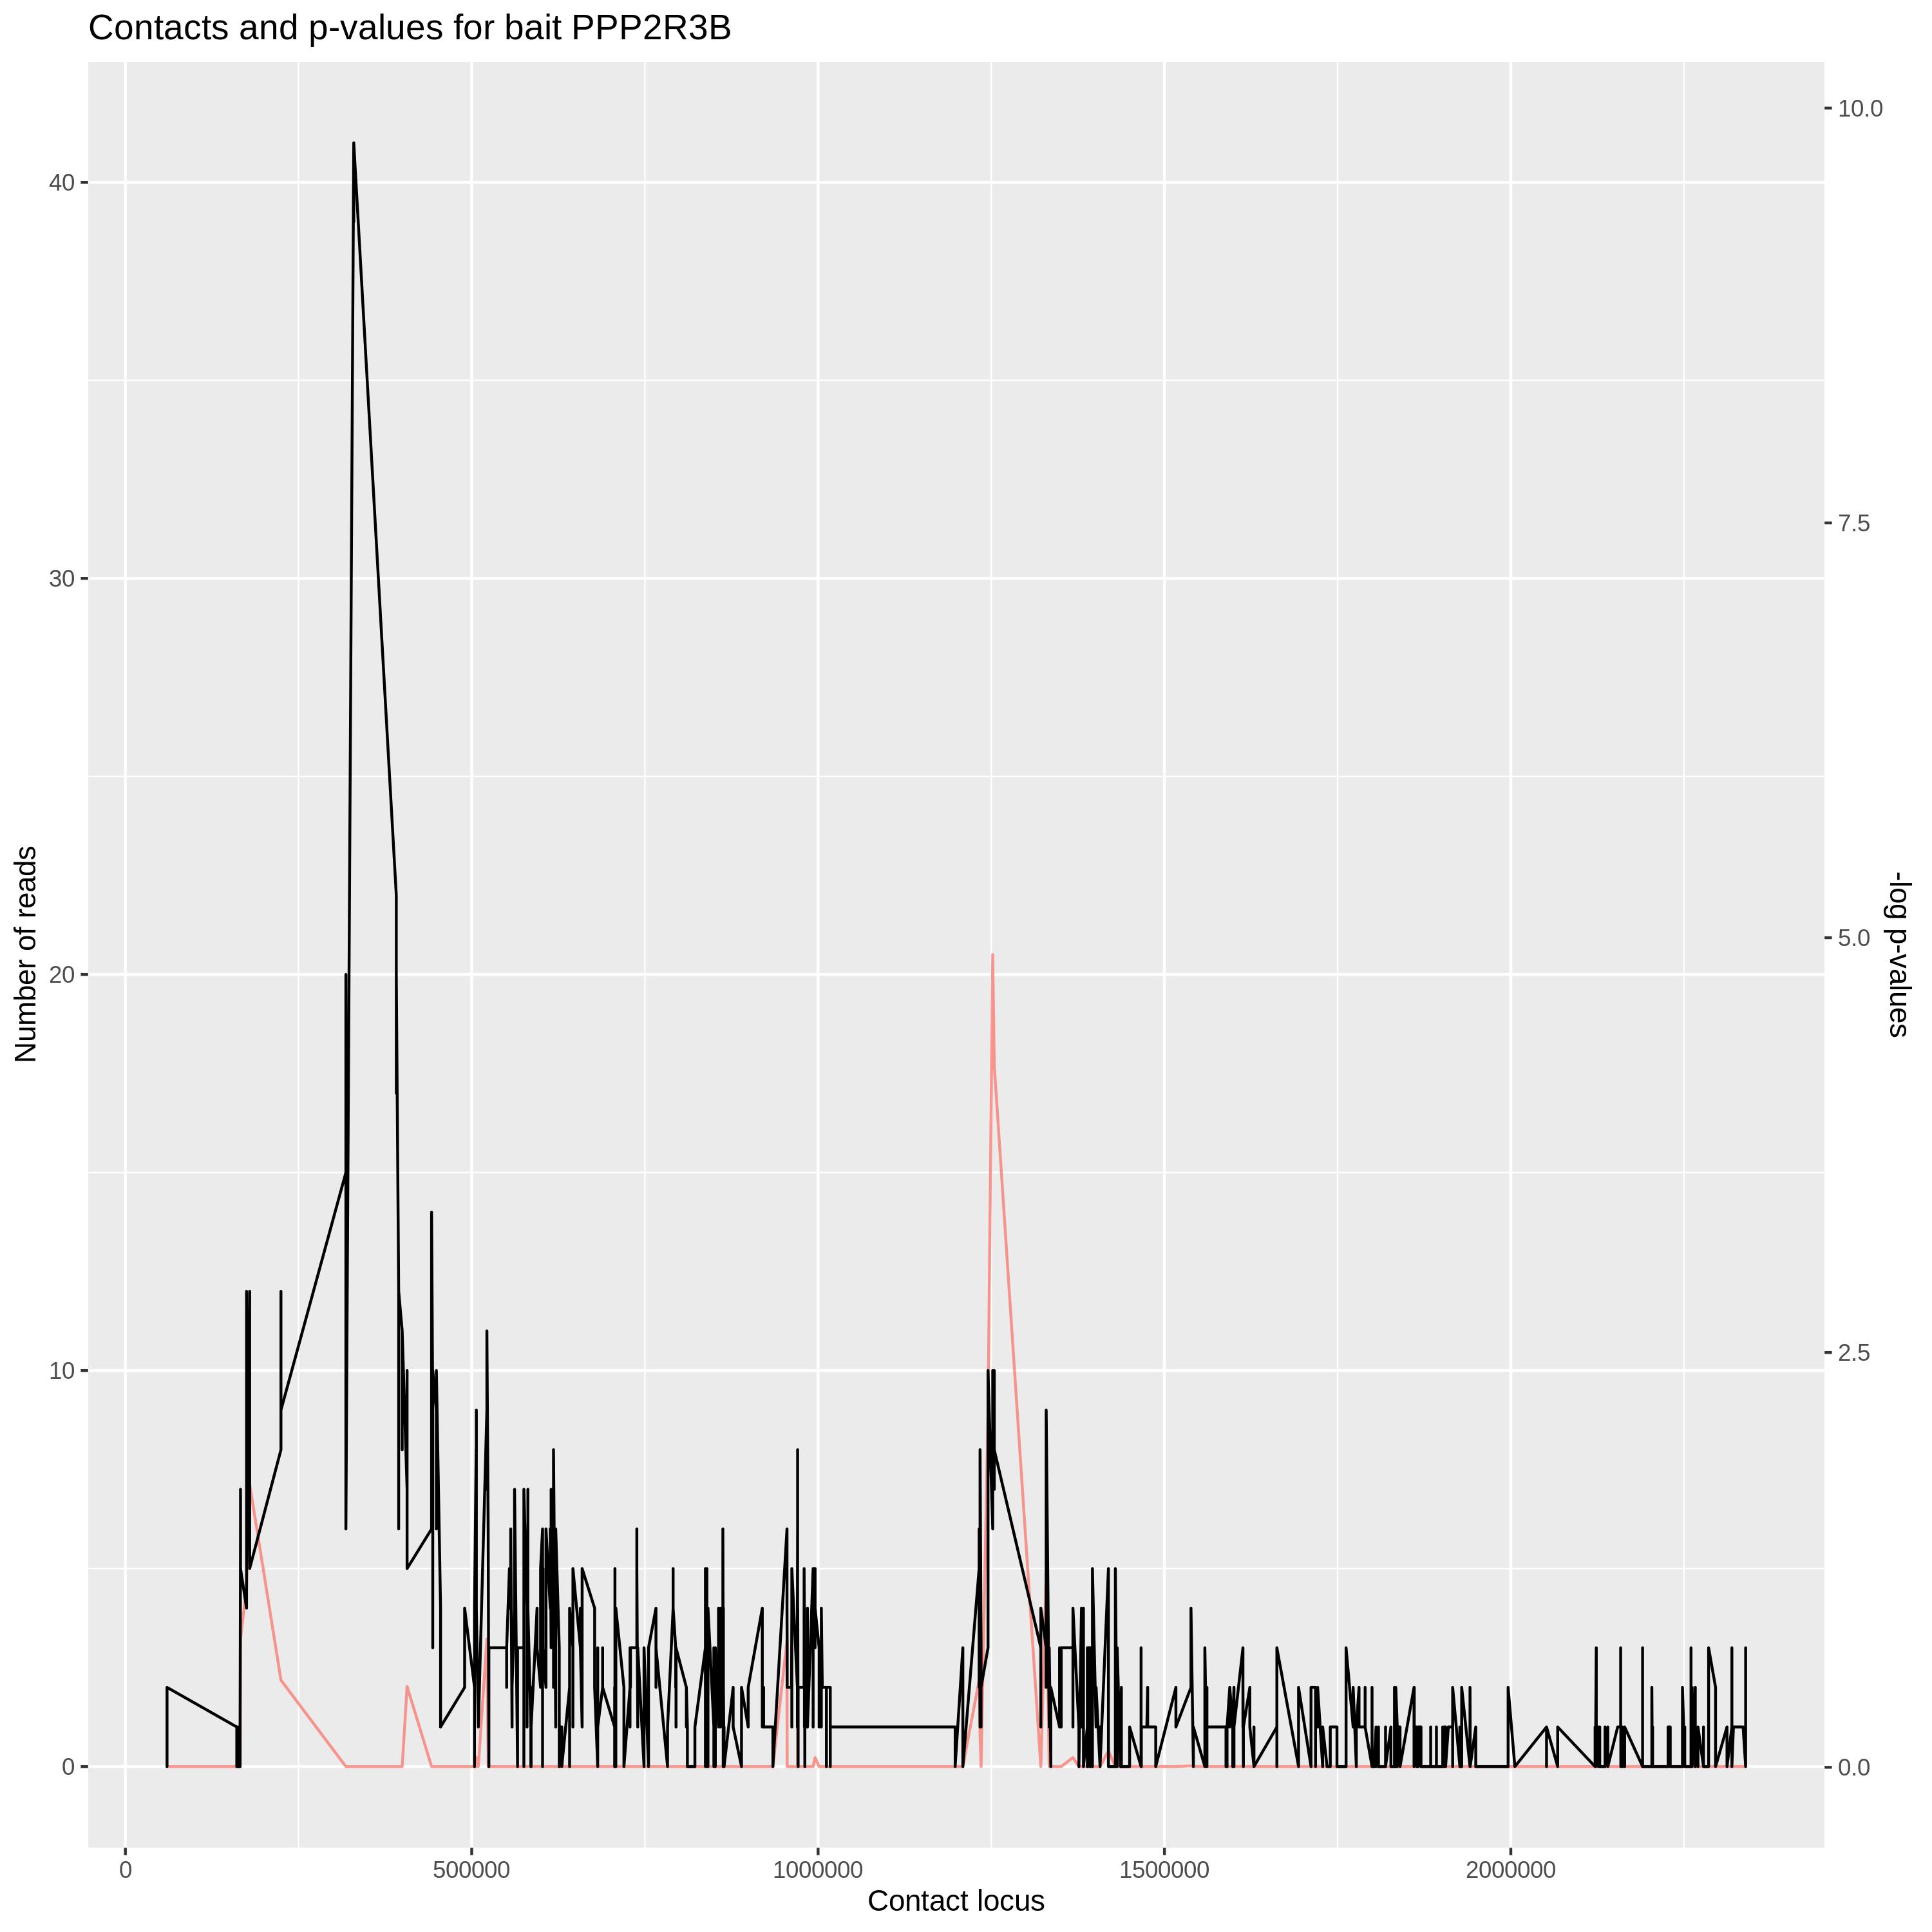 Contacts and p-values for bait PPP2R3B
Number of reads
40
30
20
10
0
10.0
7.5
5.0
2.5
0.0
-log p-values
0 500000 1000000 1500000 2000000
Contact locus